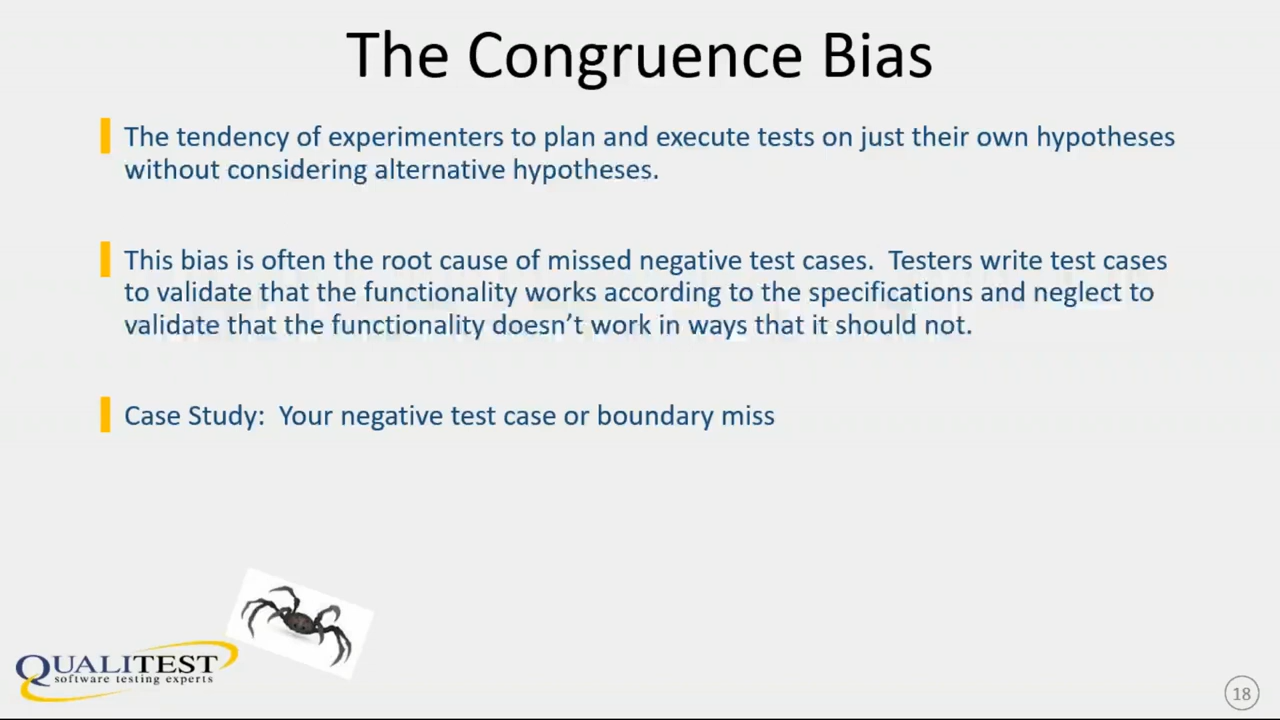 The Congruence Bias
The tendency of experimenters to plan and execute tests on just their own hypotheses
without considering alternative hypotheses.
This bias is often the root cause of missed negative test cases.  Testers write test cases
to validate that the functionality works according to the specifications and neglect to
validate that the functionality doesn’t work in ways that it should not.
Case Study:  Your negative test case or boundary miss
QUALITEST
software testing experts
18